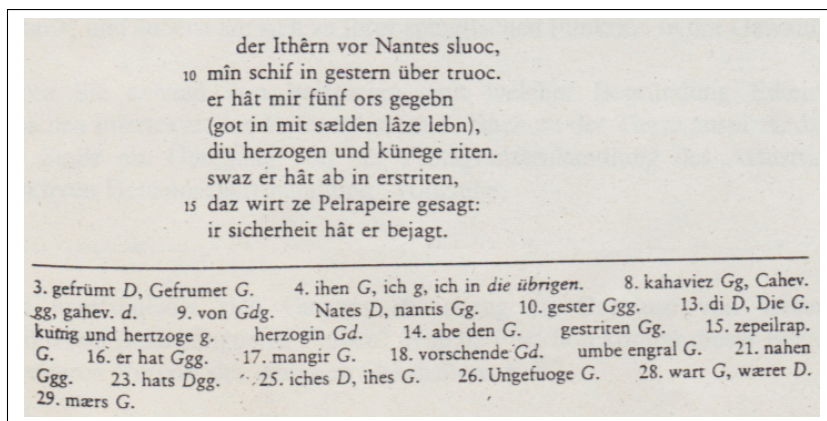 der Ithêrn vor Nantes sluoc,
10 mîn schif in gestern über truoc.
er hât mir fünf ors gegebn
(got in mit sælden lâze lebn),
diu herzogen und künege riten.
swaz er hât ab in erstriten,
15 daz wirt ze Pelrapeire gesagt:
ir sicherheit hât er bejagt.
3. gefrümt D, Gefrumet G. 4. ihen G, ich g, ich in die übrigen. 8. kahaviez Gg, Cahev.
gg, gahev. d. 9. von Gdg. Nates D, nantis Gg. 10. gester Ggg. 13. di D, Die G.
kunig und hertzoge g. herzogin Gd. 14. abe den G. gestriten Gg. 15. zepeilrap.
G. 16. er hat Ggg. 17. mangir G. 18. vorschende Gd. umbe engral G. 21. nahen
Ggg. 23. hats Dgg. 25. iches D, ihes G. 26. Ungefuoge G. 28. wart G, wæret D.
29. mærs G.